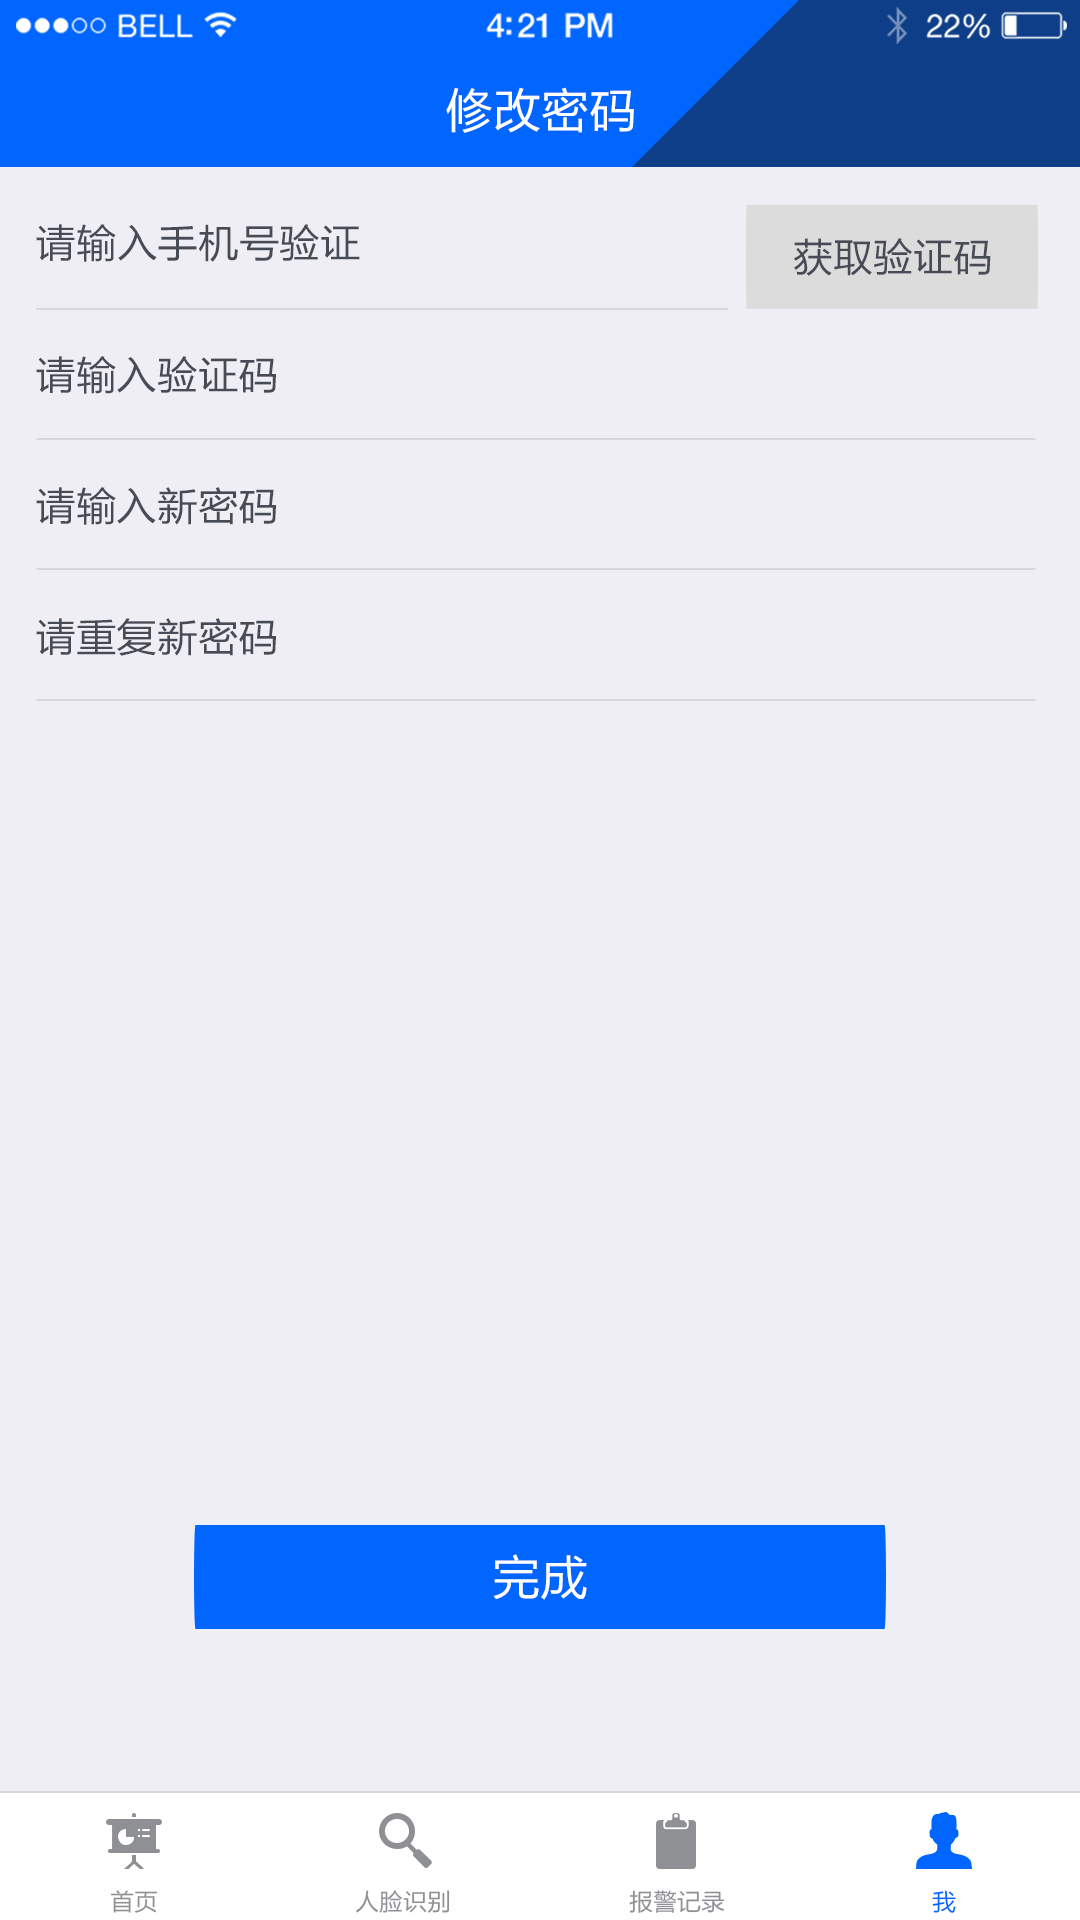 BELL 4:21 PM 22%
修改密码
请输入手机号验证 获取验证码
请输入验证码
请输入新密码
请重复新密码
完成
首页 人脸识别 报警记录 我